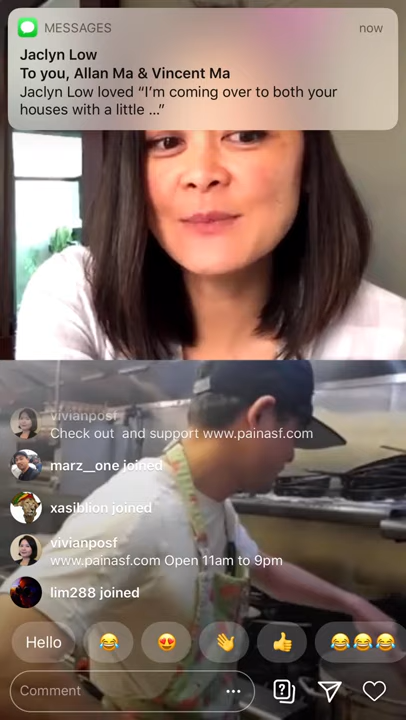 MESSAGES
now
Jaclyn Low
To you, Allan Ma & Vincent Ma
Jaclyn Low loved “I’m coming over to both your
houses with a little ...”
vivianposf
Check out  and support www.painasf.com
marz__one joined
xasiblion joined
vivianposf
www.painasf.com Open 11am to 9pm
lim288 joined
Hello
Comment